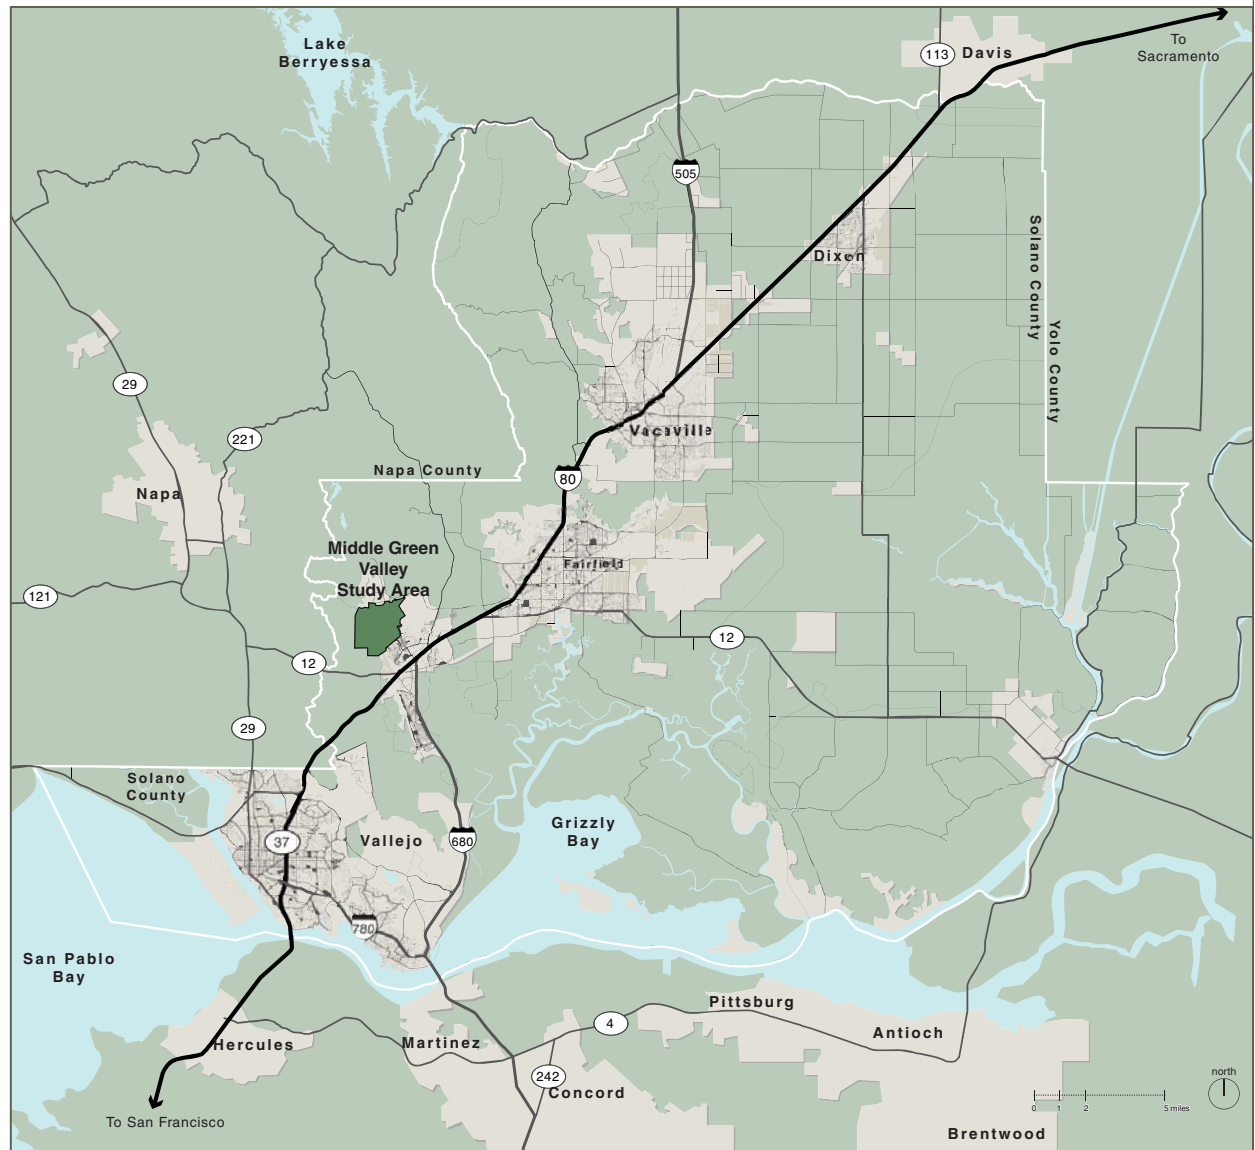 Lake
Berryessa
113
Davis
To
Sacramento
505
Solano County
Yolo County
Dixon
29
221
Vacaville
Napa County
80
Napa
Middle Green
Valley
Study Area
Fairfield
121
12
12
29
Solano
County
37
Vallejo
680
Grizzly
Bay
780
San Pablo
Bay
Pittsburg
4
Antioch
Hercules
Martinez
242
Concord
north
0 1 2 5 miles
To San Francisco
Brentwood